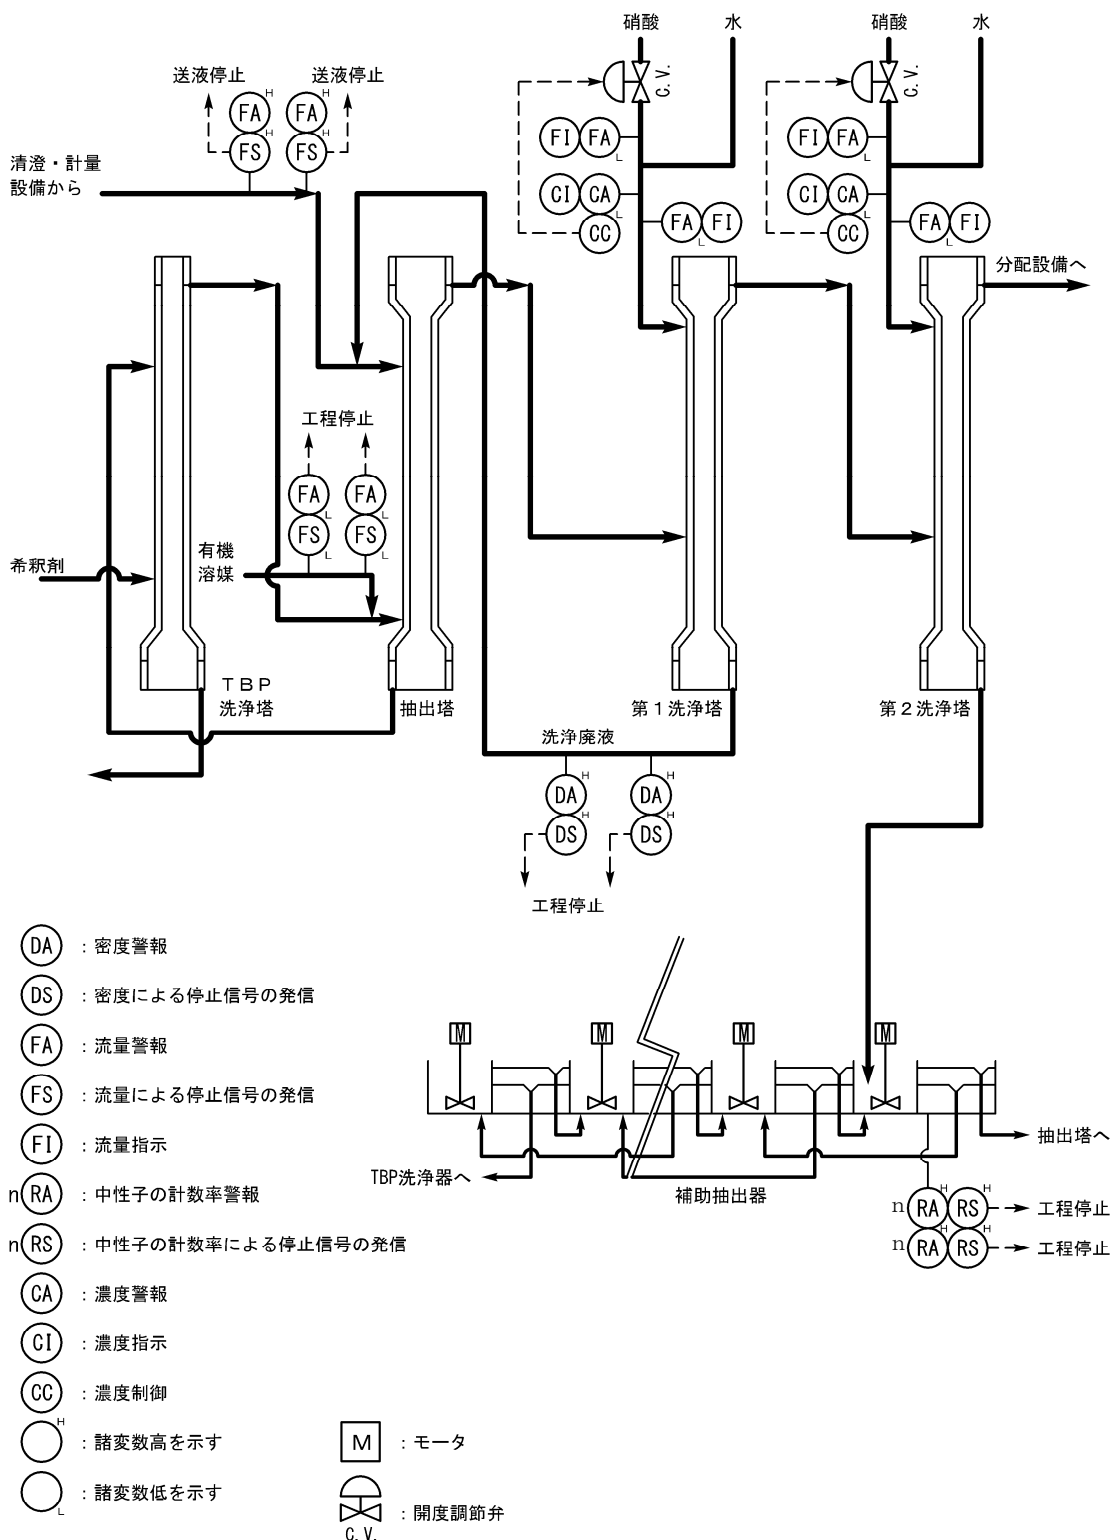 硝酸
水
硝酸
水
送液停止
送液停止
C.V.
C.V.
H
H
FA
FA
H
H
FS
FS
FI
FA
L
FI
FA
L
清澄・計量
設備から
CI
CA
L
CI
CA
L
CC
CC
FA
FI
L
FA
FI
L
分配設備へ
工程停止
FA
FA
L
L
FS
FS
L
L
有機
溶媒
希釈剤
TBP
洗浄塔
抽出塔
第1洗浄塔
第2洗浄塔
洗浄廃液
H
H
DA
DA
H
H
DS
DS
工程停止
DA : 密度警報
DS : 密度による停止信号の発信
FA : 流量警報
FS : 流量による停止信号の発信
FI : 流量指示
n RA : 中性子の計数率警報
n RS : 中性子の計数率による停止信号の発信
CA : 濃度警報
CI : 濃度指示
CC : 濃度制御
H : 諸変数高を示す
L : 諸変数低を示す
M : モータ
C.V. : 開度調節弁
M
M
M
M
抽出塔へ
TBP洗浄器へ
補助抽出器
H
H
n RA RS 工程停止
H
H
n RA RS 工程停止